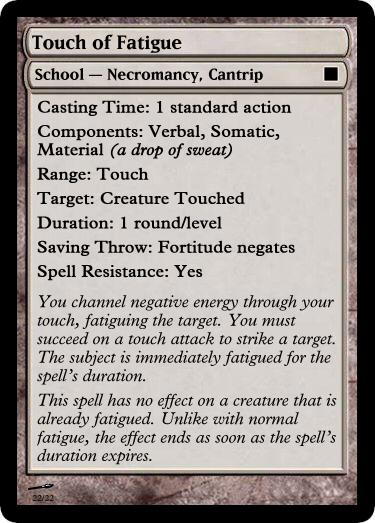 Touch of Fatigue
School — Necromancy, Cantrip
Casting Time: 1 standard action
Components: Verbal, Somatic,
Material (a drop of sweat)
Range: Touch
Target: Creature Touched
Duration: 1 round/level
Saving Throw: Fortitude negates
Spell Resistance: Yes
You channel negative energy through your
touch, fatiguing the target. You must
succeed on a touch attack to strike a target.
The subject is immediately fatigued for the
spell's duration.
This spell has no effect on a creature that is
already fatigued. Unlike with normal
fatigue, the effect ends as soon as the spell's
duration expires.
22/22